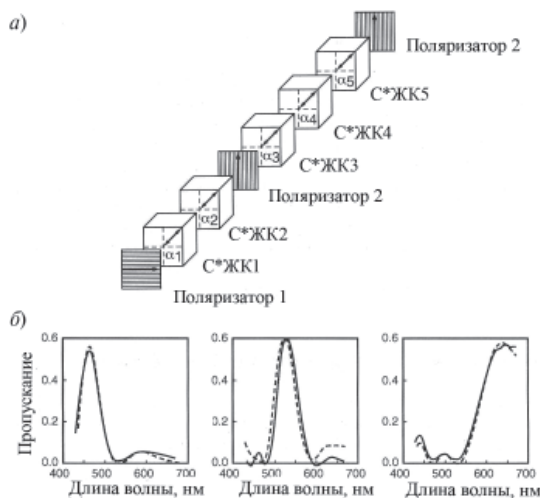 а)
Поляризатор 2
α5
С*ЖК5
α4
С*ЖК4
α3
С*ЖК3
Поляризатор 2
α2
С*ЖК2
α1
С*ЖК1
Поляризатор 1
б)
Пропускание
0.6 0.6 0.6
0.4 0.4 0.4
0.2 0.2 0.2
0.0 0.0 0.0
400 500 600 700 400 500 600 700 400 500 600 700
Длина волны, нм Длина волны, нм Длина волны, нм